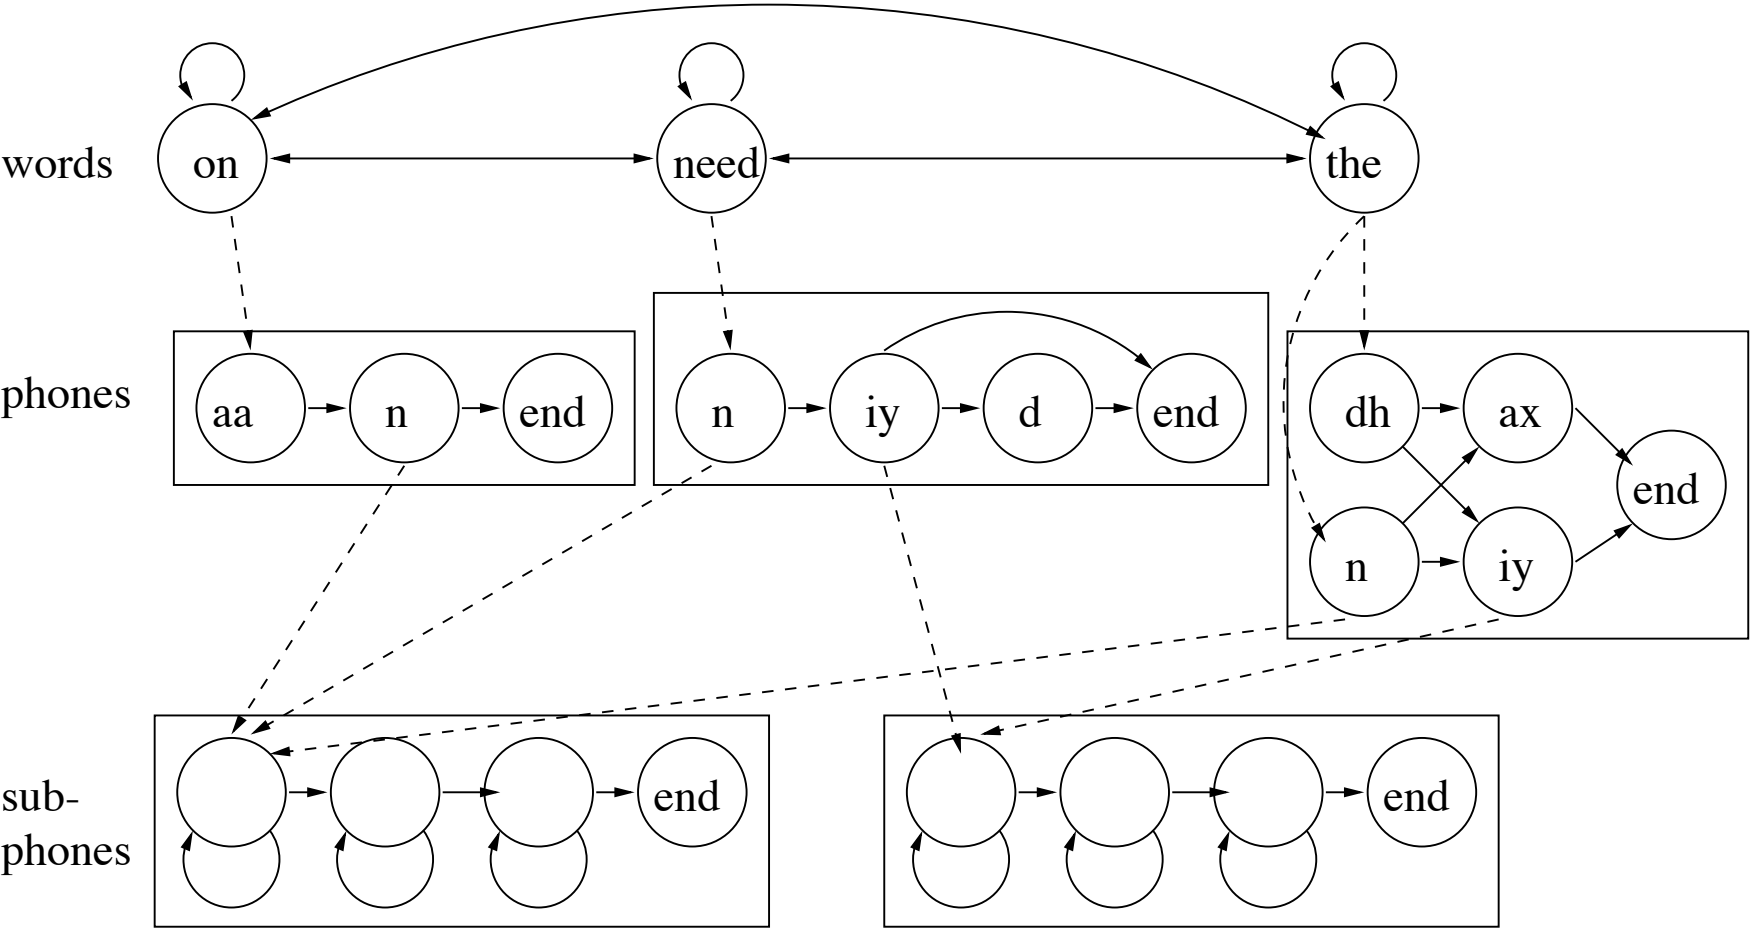 words on need the
phones aa n end n iy d end dh ax
end
n iy
sub-
phones
end end